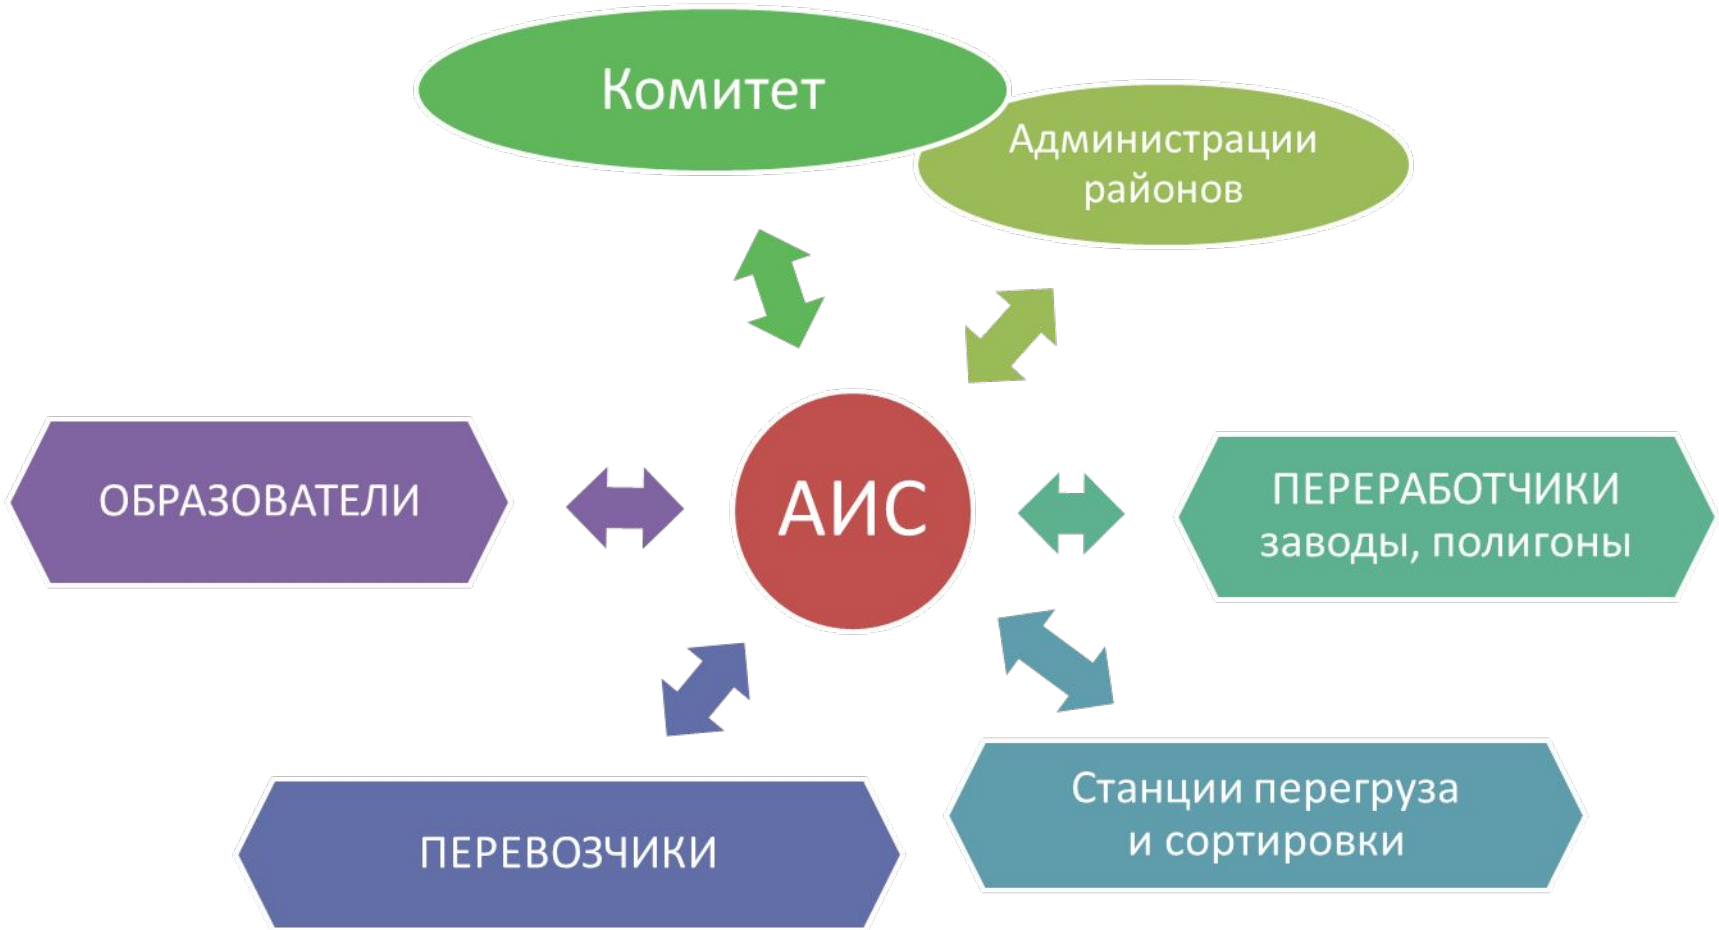 Комитет
Администрации
районов
ОБРАЗОВАТЕЛИ
АИС
ПЕРЕРАБОТЧИКИ
заводы, полигоны
ПЕРЕВОЗЧИКИ
Станции перегруза
и сортировки